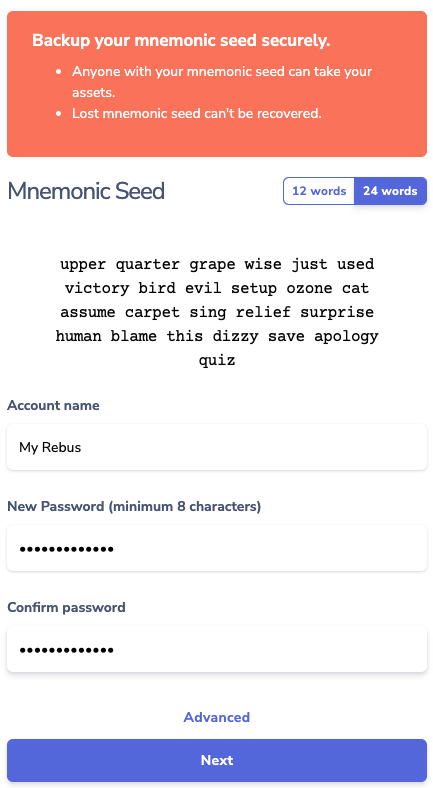 Backup your mnemonic seed securely.
Anyone with your mnemonic seed can take your
assets.
Lost mnemonic seed can't be recovered.
Mnemonic Seed
12 words
24 words
upper quarter grape wise just used
victory bird evil setup ozone cat
assume carpet sing relief surprise
human blame this dizzy save apology
quiz
Account name
My Rebus
New Password (minimum 8 characters)
•••••••••••••
Confirm password
•••••••••••••
Advanced
Next